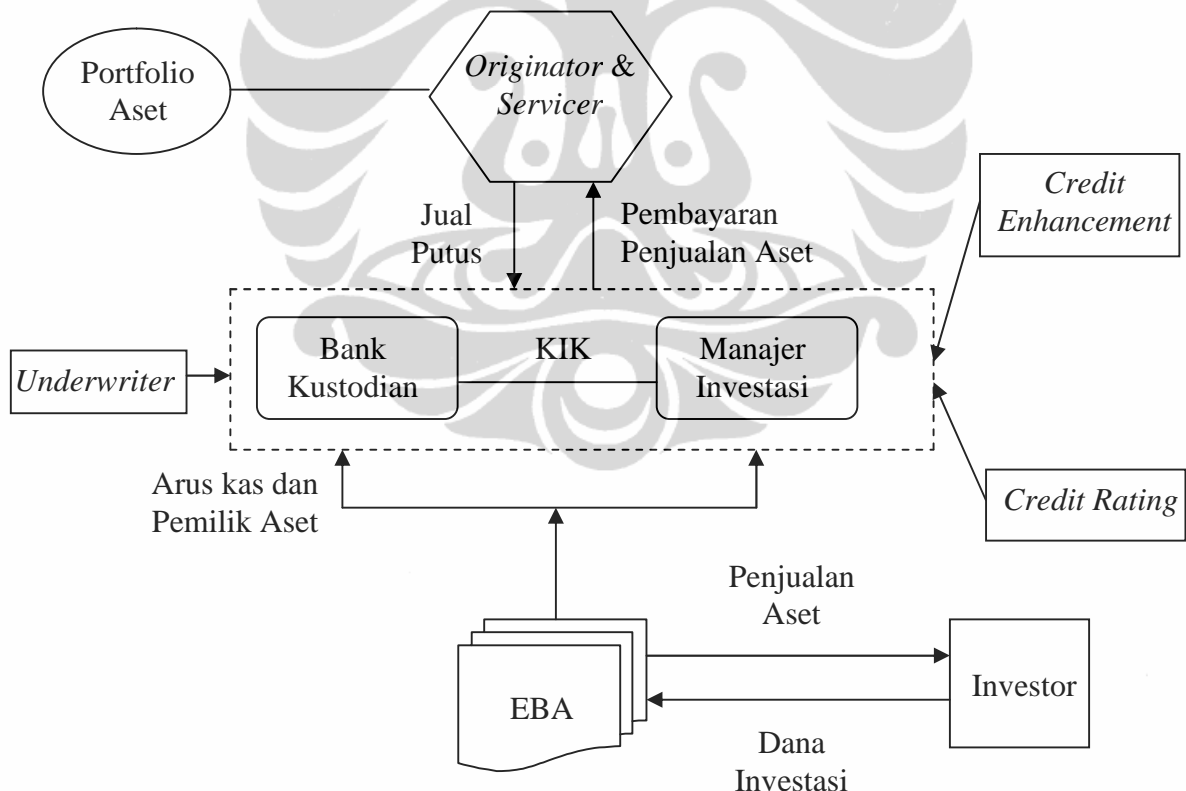 Portfolio
Aset
Originator &
Servicer
Credit
Enhancement
Jual
Putus
Pembayaran
Penjualan Aset
Underwriter
Bank
Kustodian
KIK
Manajer
Investasi
Credit Rating
Arus kas dan
Pemilik Aset
Penjualan
Aset
EBA
Investor
Dana
Investasi